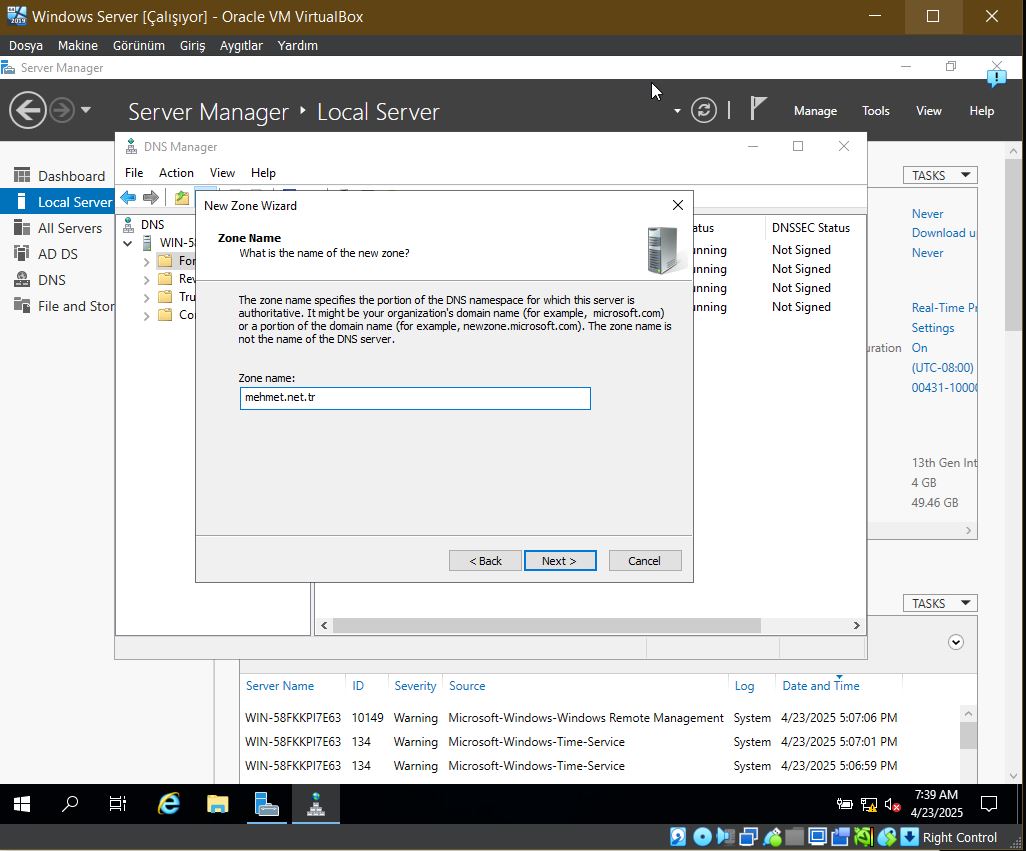 Windows Server [Çalışıyor] - Oracle VM VirtualBox
Dosya Makine Görünüm Giriş Aygıtlar Yardım
Server Manager
Server Manager Local Server
Manage Tools View Help
DNS Manager
File Action View Help
Dashboard
Local Server
All Servers
AD DS
DNS
File and Stor
DNS
WIN-5
For
Rev
Tru
Co
New Zone Wizard
Zone Name
What is the name of the new zone?
The zone name specifies the portion of the DNS namespace for which this server is
authoritative. It might be your organization's domain name (for example, microsoft.com)
or a portion of the domain name (for example, newzone.microsoft.com). The zone name is
not the name of the DNS server.
Zone name:
mehmet.net.tr
< Back Next > Cancel
atus DNSSEC Status
unning Not Signed
unning Not Signed
unning Not Signed
unning Not Signed
TASKS
Never
Download u
Never
Real-Time Pr
Settings
uration On
(UTC-08:00)
00431-10000
13th Gen Int
4 GB
49.46 GB
TASKS
Server Name ID Severity Source Log Date and Time
WIN-58FKKPI7E63 10149 Warning Microsoft-Windows-Windows Remote Management System 4/23/2025 5:07:06 PM
WIN-58FKKPI7E63 134 Warning Microsoft-Windows-Time-Service System 4/23/2025 5:07:01 PM
WIN-58FKKPI7E63 134 Warning Microsoft-Windows-Time-Service System 4/23/2025 5:06:59 PM
7:39 AM
4/23/2025
Right Control